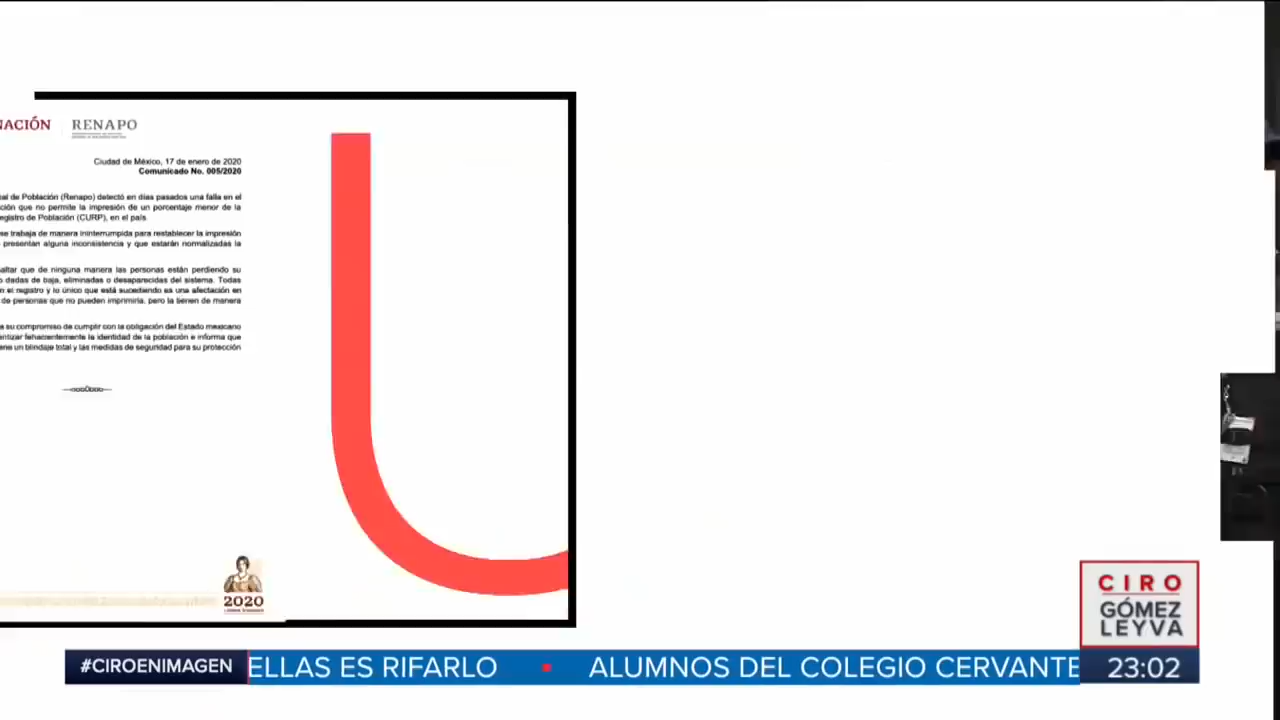 NACIÓN RENAPO
Ciudad de México, 17 de enero de 2020
Comunicado No. 005/2020
al de Población (Renapo) detectó en días pasados una falla en el
ción que no permite la impresión de un porcentaje menor de la
egistro de Población (CURP), en el país.
se trabaja de manera ininterrumpida para restablecer la impresión
presentan alguna inconsistencia y que estarán normalizadas la
altar que de ninguna manera las personas están perdiendo su
o dadas de baja, eliminadas o desaparecidas del sistema. Todas
n el registro y lo único que está sucediendo es una afectación en
de personas que no pueden imprimirla, pero la tienen de manera
a su compromiso de cumplir con la obligación del Estado mexicano
entizar fehacientemente la identidad de la población e informa que
ene un blindaje total y las medidas de seguridad para su protección
2020
CIRO
GÓMEZ
LEYVA
#CIROENIMAGEN ELLAS ES RIFARLO • ALUMNOS DEL COLEGIO CERVANTE 23:02